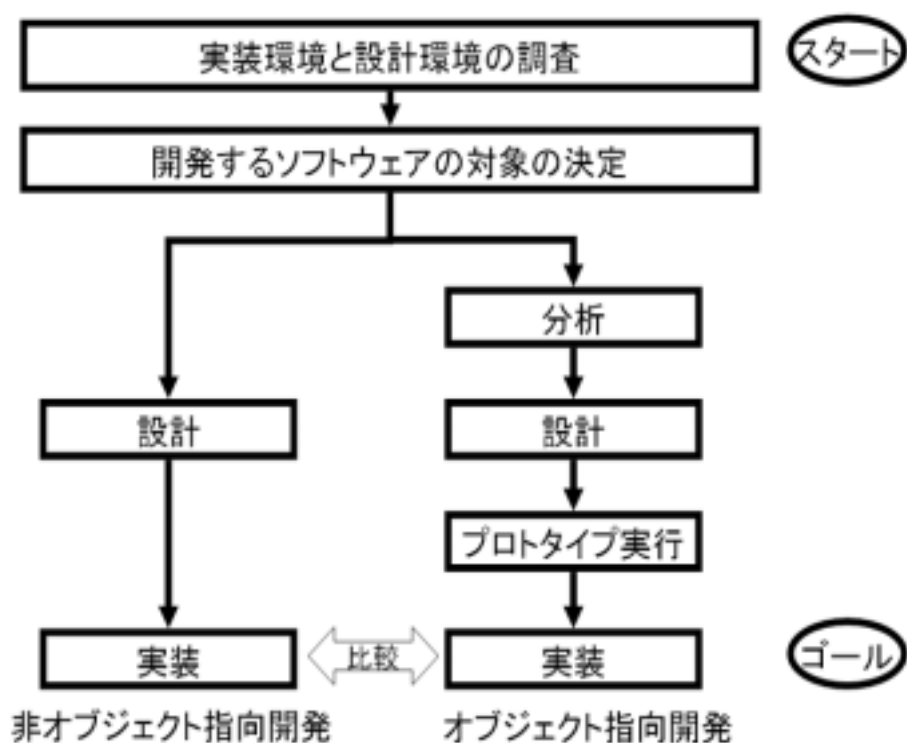 実装環境と設計環境の調査
スタート
開発するソフトウェアの対象の決定
分析
設計
設計
プロトタイプ実行
実装
比較
実装
ゴール
非オブジェクト指向開発
オブジェクト指向開発